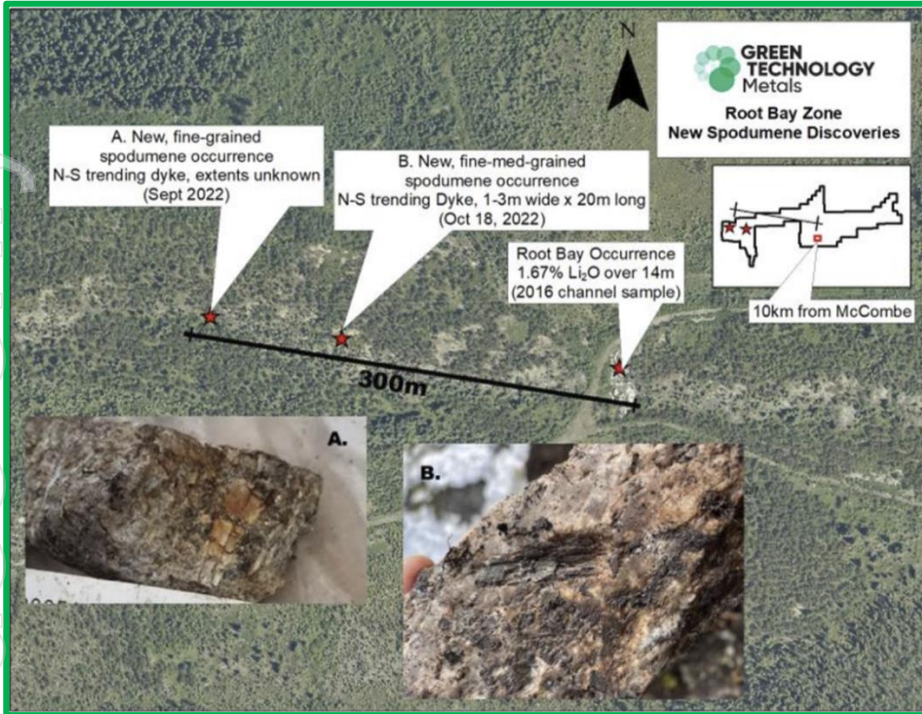 N
GREEN
TECHNOLOGY
Metals
Root Bay Zone
New Spodumene Discoveries
A. New, fine-grained
spodumene occurrence
N-S trending dyke, extents unknown
(Sept 2022)
B. New, fine-med-grained
spodumene occurrence
N-S trending Dyke, 1-3m wide x 20m long
(Oct 18, 2022)
Root Bay Occurrence
1.67% Li₂O over 14m
(2016 channel sample)
10km from McCombe
300m
A.
B.